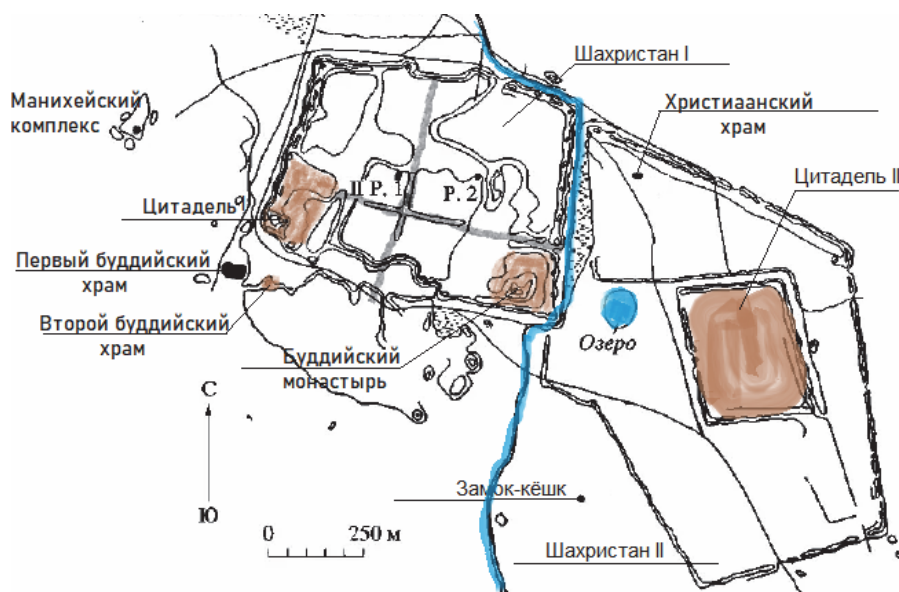 Шахристан I
Манихейский
комплекс
Христиаанский
храм
Цитадель II
II Р. 1
Р. 2
Цитадель I
Первый буддийский
храм
Второй буддийский
храм
Озеро
Буддийский
монастырь
С
Ю
Замок-кёшк
0 250 м
Шахристан II